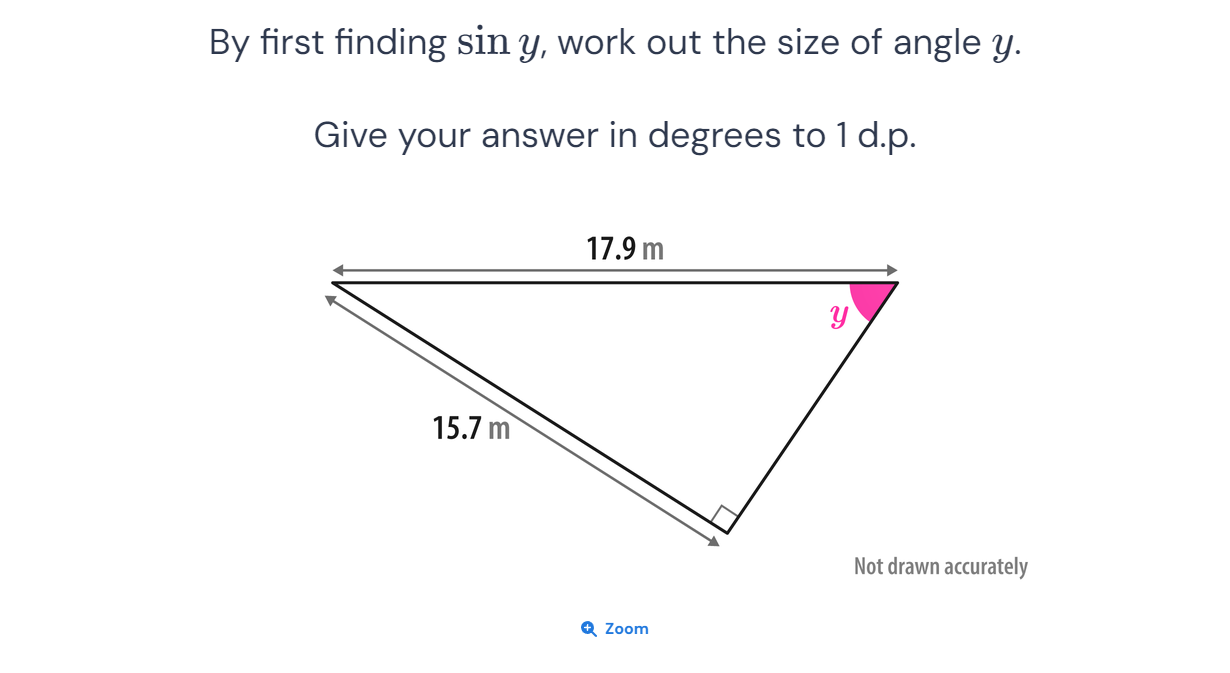 By first finding sin y, work out the size of angle y.
Give your answer in degrees to 1 d.p.
17.9 m
y
15.7 m
Not drawn accurately
Zoom